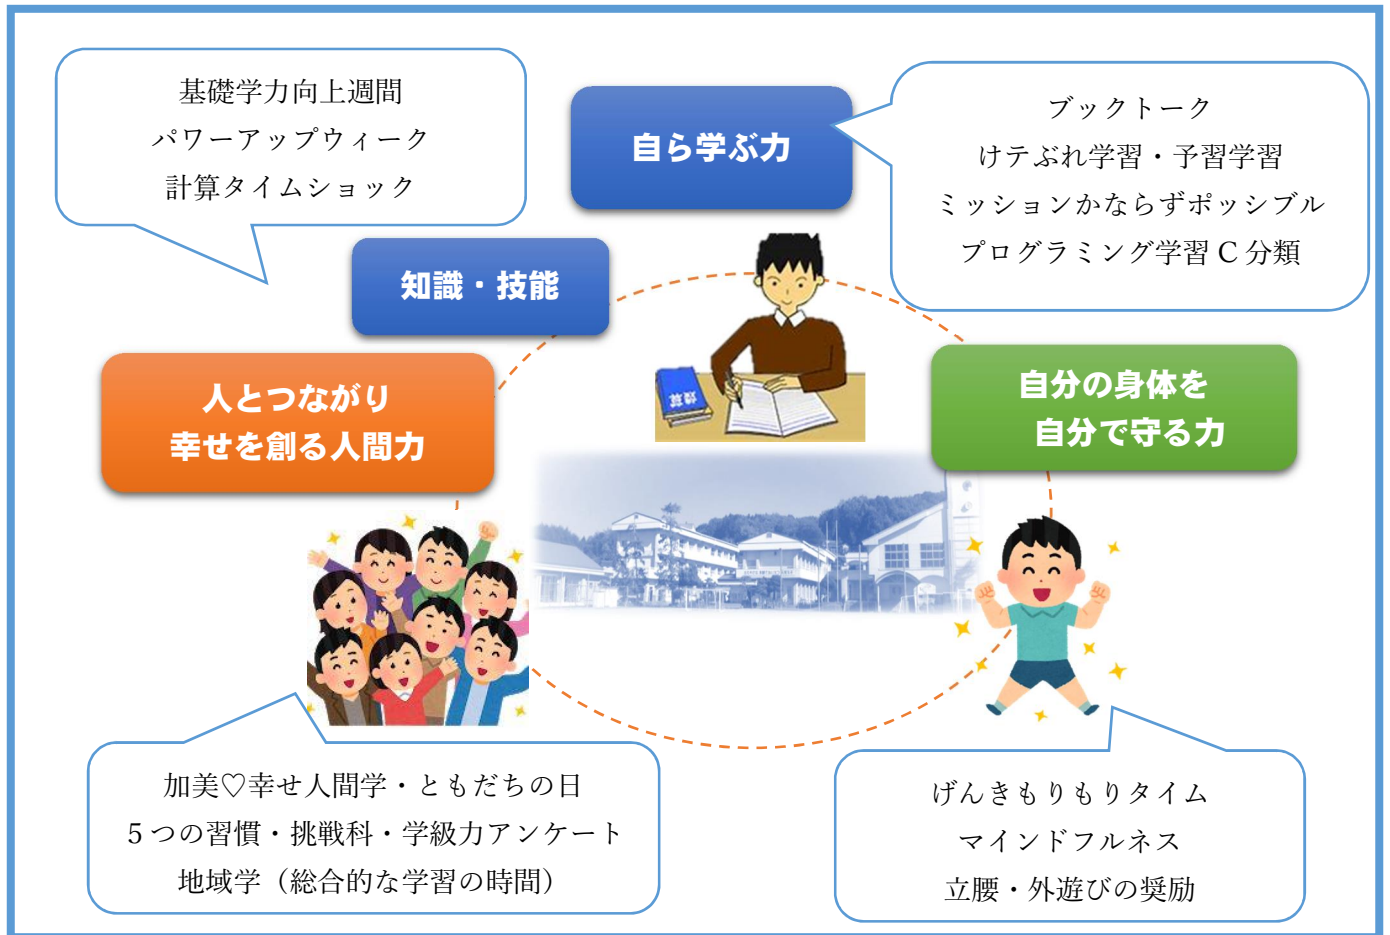 基礎学力向上週間
パワーアップウィーク
計算タイムショック
自ら学ぶ力
ブックトーク
けテぶれ学習・予習学習
ミッションかならずポッシブル
プログラミング学習 C 分類
知識・技能
人とつながり
幸せを創る人間力
自分の身体を
自分で守る力
加美♡幸せ人間学・ともだちの日
５つの習慣・挑戦科・学級力アンケート
地域学（総合的な学習の時間）
げんきもりもりタイム
マインドフルネス
立腰・外遊びの奨励